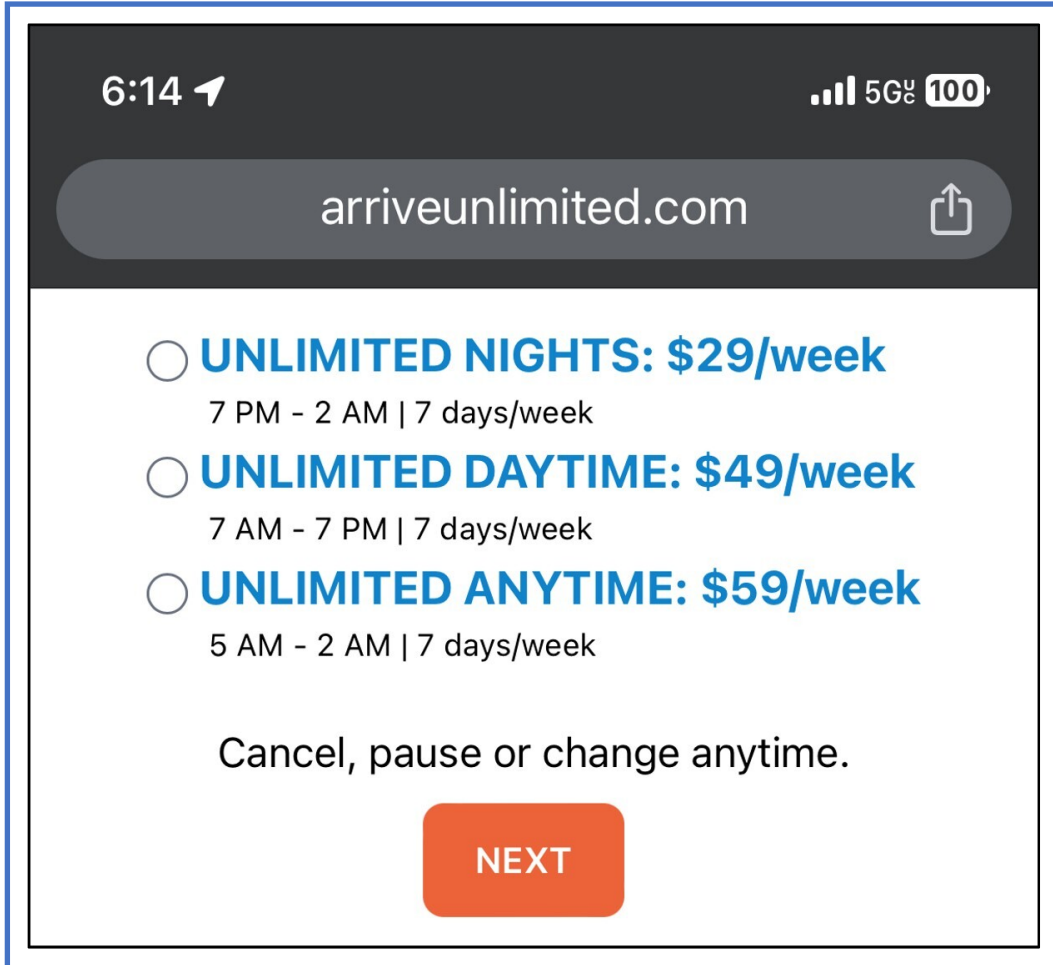 6:14
5G UC 100
arriveunlimited.com
UNLIMITED NIGHTS: $29/week
7 PM - 2 AM | 7 days/week
UNLIMITED DAYTIME: $49/week
7 AM - 7 PM | 7 days/week
UNLIMITED ANYTIME: $59/week
5 AM - 2 AM | 7 days/week
Cancel, pause or change anytime.
NEXT